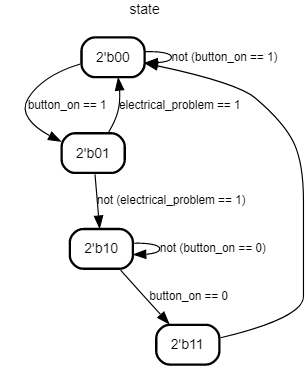 state
2'b00
not (button_on == 1)
button_on == 1
electrical_problem == 1
2'b01
not (electrical_problem == 1)
2'b10
not (button_on == 0)
button_on == 0
2'b11